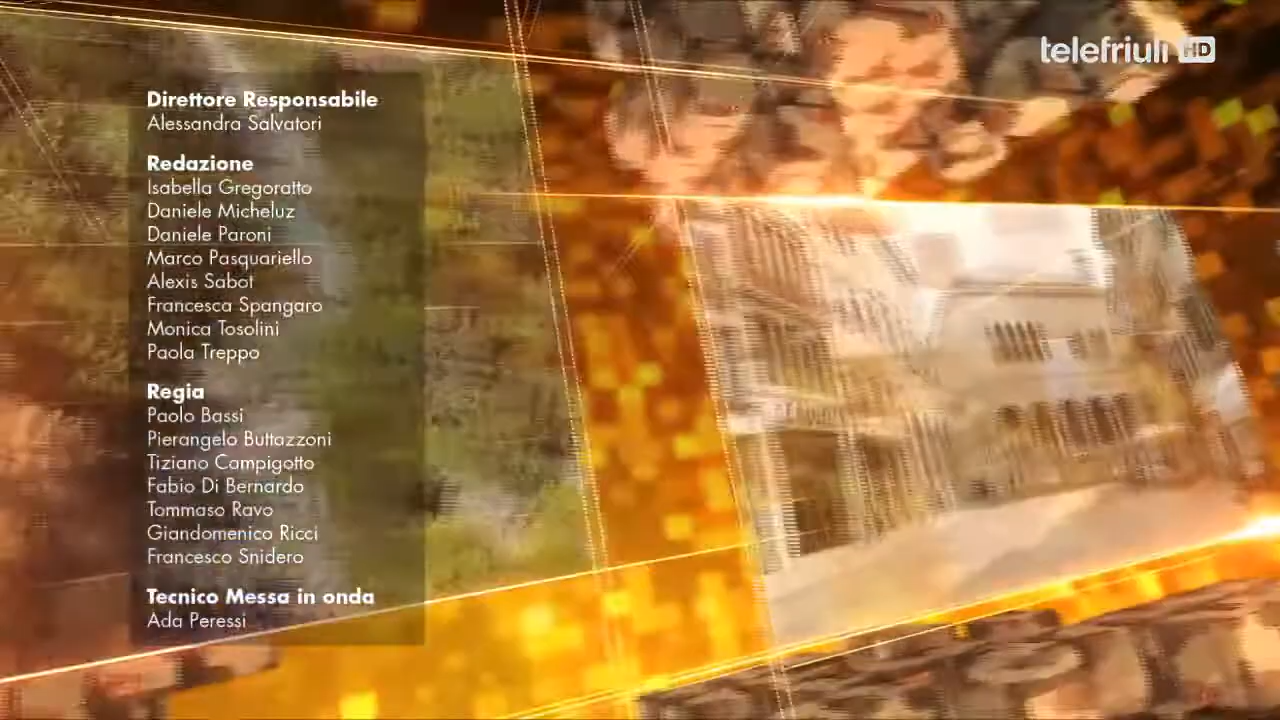 telefriuli HD
Direttore Responsabile
Alessandra Salvatori
Redazione
Isabella Gregoratto
Daniele Micheluz
Daniele Paroni
Marco Pasquariello
Alexis Sabot
Francesca Spangaro
Monica Tosolini
Paola Treppo
Regia
Paolo Bassi
Pierangelo Buttazzoni
Tiziano Campigotto
Fabio Di Bernardo
Tommaso Ravo
Giandomenico Ricci
Francesco Snidero
Tecnico Messa in onda
Ada Peressi